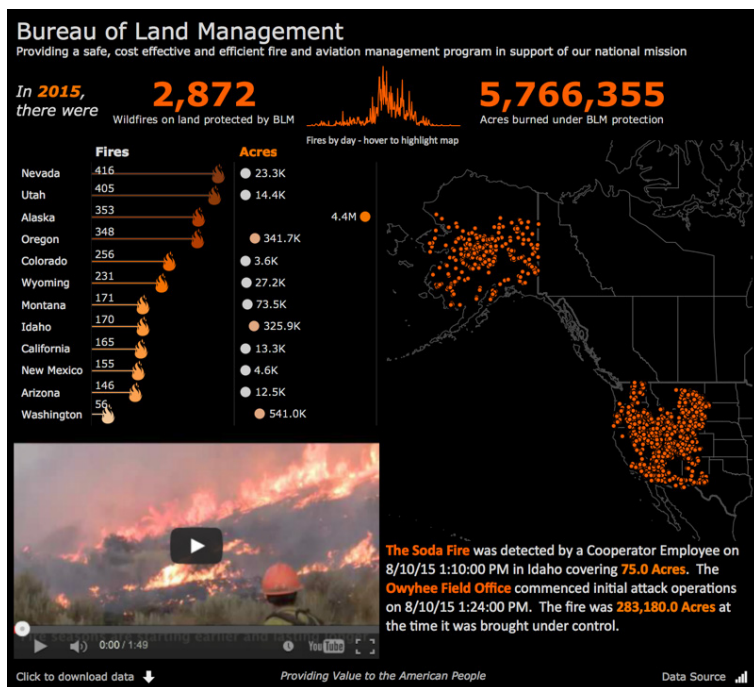 Bureau of Land Management
Providing a safe, cost effective and efficient fire and aviation management program in support of our national mission
In 2015,
there were
2,872
Wildfires on land protected by BLM
Fires by day - hover to highlight map
5,766,355
Acres burned under BLM protection
Fires Acres
Nevada 416 23.3K
Utah 405 14.4K
Alaska 353 4.4M
Oregon 348 341.7K
Colorado 256 3.6K
Wyoming 231 27.2K
Montana 171 73.5K
Idaho 170 325.9K
California 165 13.3K
New Mexico 155 4.6K
Arizona 146 12.5K
Washington 56 541.0K
seasons are starting earlier and lasting
0:00 / 1:49 YouTube
The Soda Fire was detected by a Cooperator Employee on
8/10/15 1:10:00 PM in Idaho covering 75.0 Acres. The
Owyhee Field Office commenced initial attack operations
on 8/10/15 1:24:00 PM. The fire was 283,180.0 Acres at
the time it was brought under control.
Click to download data Providing Value to the American People Data Source